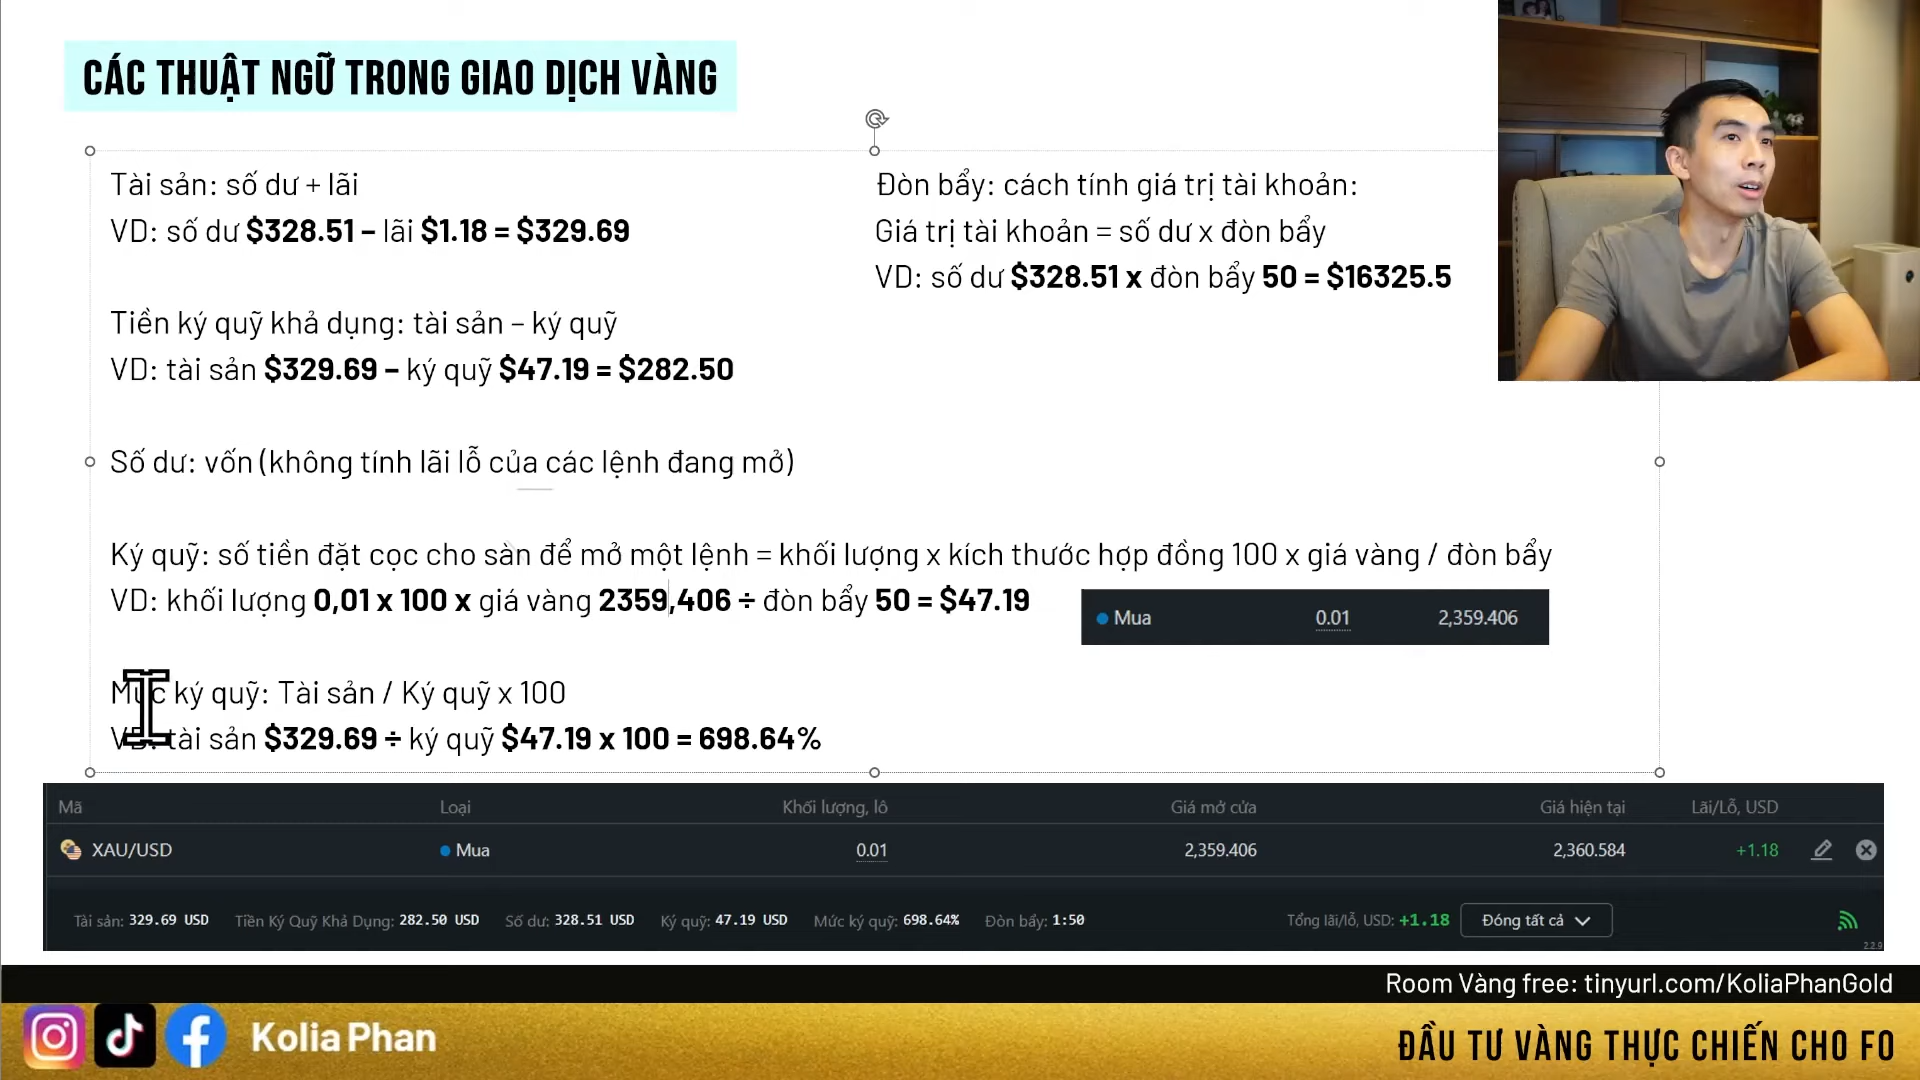 CÁC THUẬT NGỮ TRONG GIAO DỊCH VÀNG
Tài sản: số dư + lãi
VD: số dư $328.51 – lãi $1.18 = $329.69
Tiền ký quỹ khả dụng: tài sản – ký quỹ
VD: tài sản $329.69 – ký quỹ $47.19 = $282.50
Số dư: vốn (không tính lãi lỗ của các lệnh đang mở)
Đòn bẩy: cách tính giá trị tài khoản:
Giá trị tài khoản = số dư x đòn bẩy
VD: số dư $328.51 x đòn bẩy 50 = $16325.5
Ký quỹ: số tiền đặt cọc cho sàn để mở một lệnh = khối lượng x kích thước hợp đồng 100 x giá vàng / đòn bẩy
VD: khối lượng 0,01 x 100 x giá vàng 2359,406 ÷ đòn bẩy 50 = $47.19
Mua 0.01 2,359.406
Mức ký quỹ: Tài sản / Ký quỹ x 100
VD: tài sản $329.69 ÷ ký quỹ $47.19 x 100 = 698.64%
Mã Loại Khối lượng, lô Giá mở cửa Giá hiện tại Lãi/Lỗ, USD
XAU/USD Mua 0.01 2,359.406 2,360.584 +1.18
Tài sản: 329.69 USD Tiền Ký Quỹ Khả Dụng: 282.50 USD Số dư: 328.51 USD Ký quỹ: 47.19 USD Mức ký quỹ: 698.64% Đòn bẩy: 1:50 Tổng lãi/lỗ, USD: +1.18 Đóng tất cả
2.2.9
Room Vàng free: tinyurl.com/KoliaPhanGold
Kolia Phan
ĐẦU TƯ VÀNG THỰC CHIẾN CHO F0